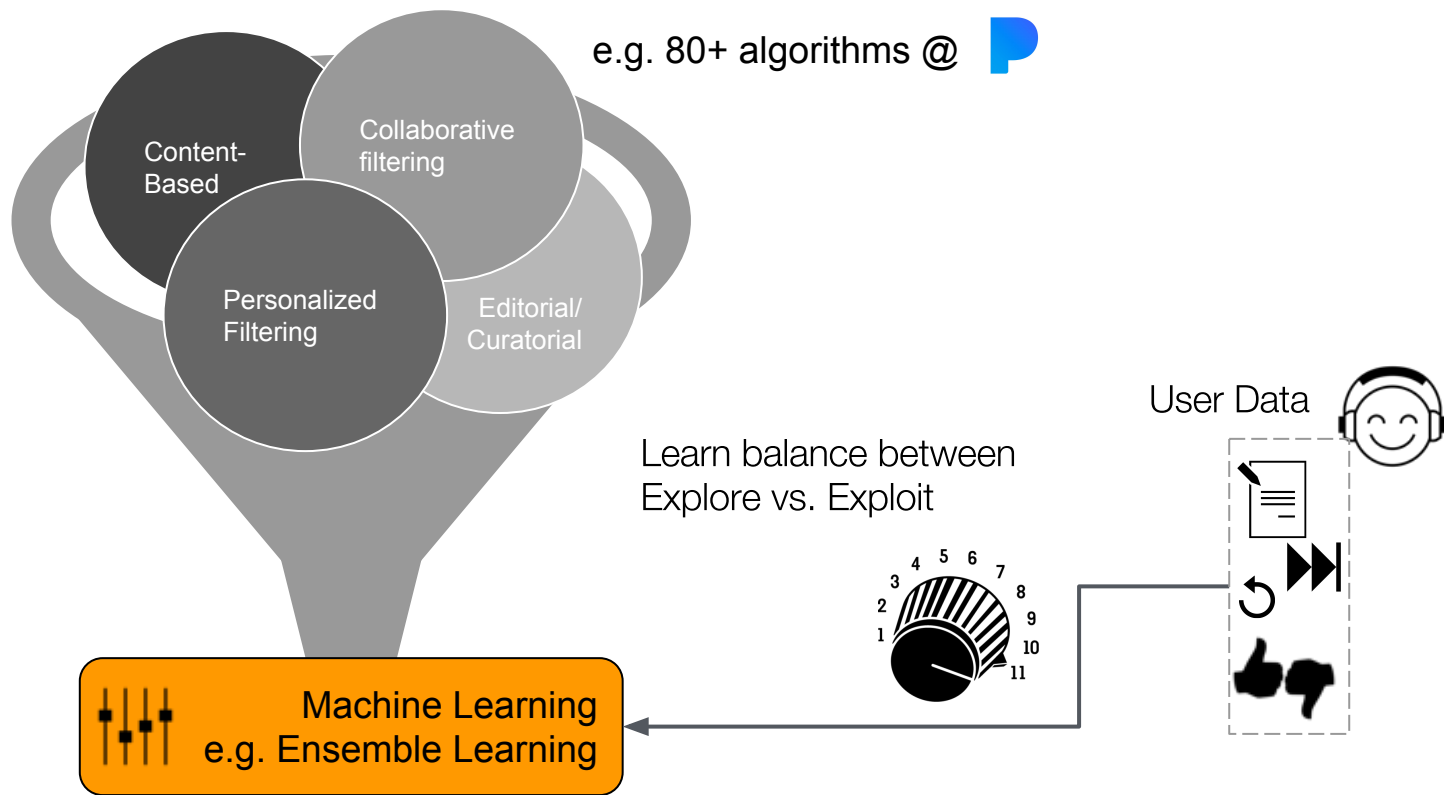 e.g. 80+ algorithms @
Content-
Based
Collaborative
filtering
Personalized
Filtering
Editorial/
Curatorial
User Data
Learn balance between
Explore vs. Exploit
1
2
3
4
5
6
7
8
9
10
11
Machine Learning
e.g. Ensemble Learning